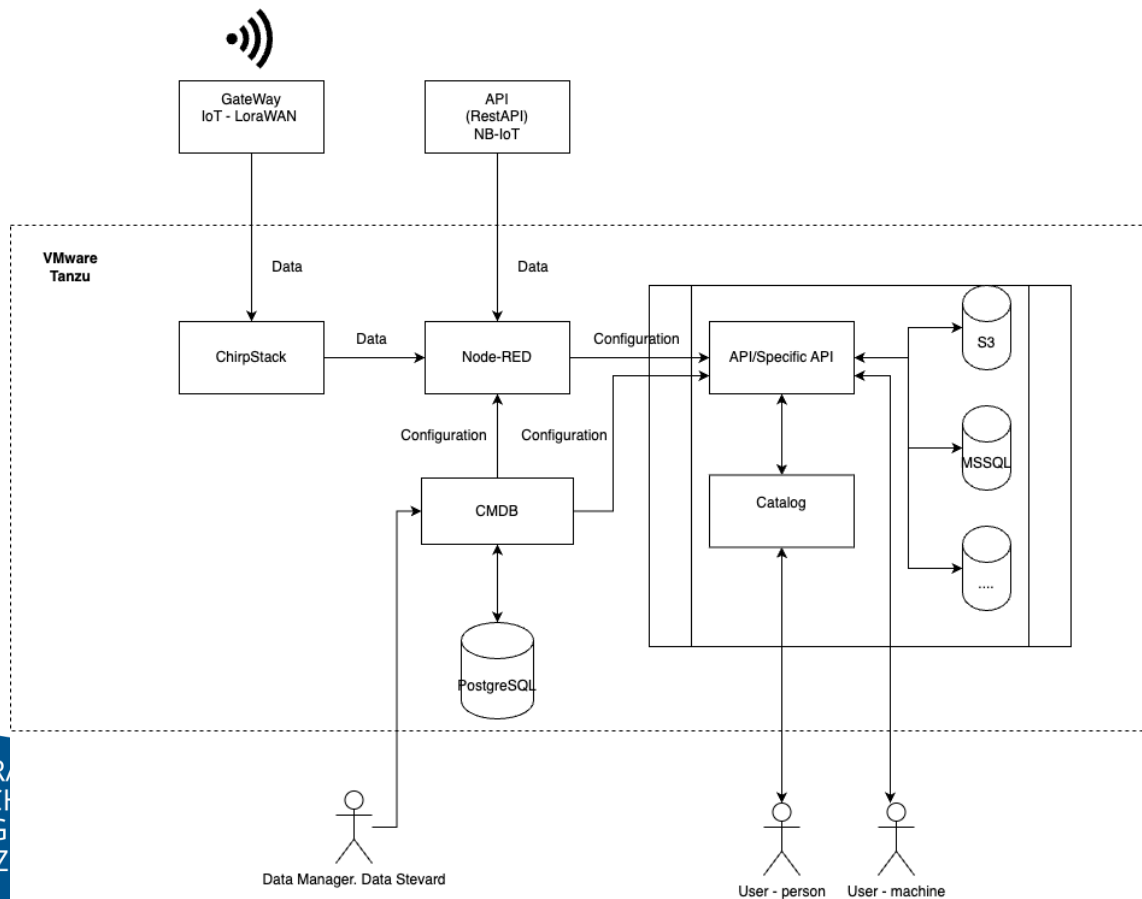 GateWay
IoT - LoraWAN
API
(RestAPI)
NB-IoT
VMware
Tanzu
Data
Data
ChirpStack
Data
Node-RED
Configuration
API/Specific API
S3
Configuration
Configuration
MSSQL
CMDB
Catalog
....
PostgreSQL
Data Manager. Data Stevard
User - person
User - machine